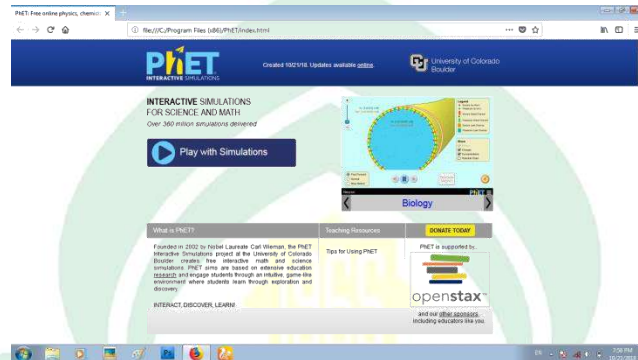 PhET: Free online physics, chemist
file:///C:/Program Files (x86)/PhET/index.html
PhET
INTERACTIVE SIMULATIONS
Created 10/21/18. Updates available online.
University of Colorado
Boulder
INTERACTIVE SIMULATIONS
FOR SCIENCE AND MATH
Over 360 million simulations delivered
Play with Simulations
Legend
Biology
What is PhET?
Teaching Resources
DONATE TODAY
Founded in 2002 by Nobel Laureate Carl Wieman, the PhET
Interactive Simulations project at the University of Colorado
Boulder creates free interactive math and science
simulations. PhET sims are based on extensive education
research and engage students through an intuitive, game-like
environment where students learn through exploration and
discovery.
INTERACT, DISCOVER, LEARN!
Tips for Using PhET
PhET is supported by
openstax
and our other sponsors,
including educators like you.
EN
7:56 PM